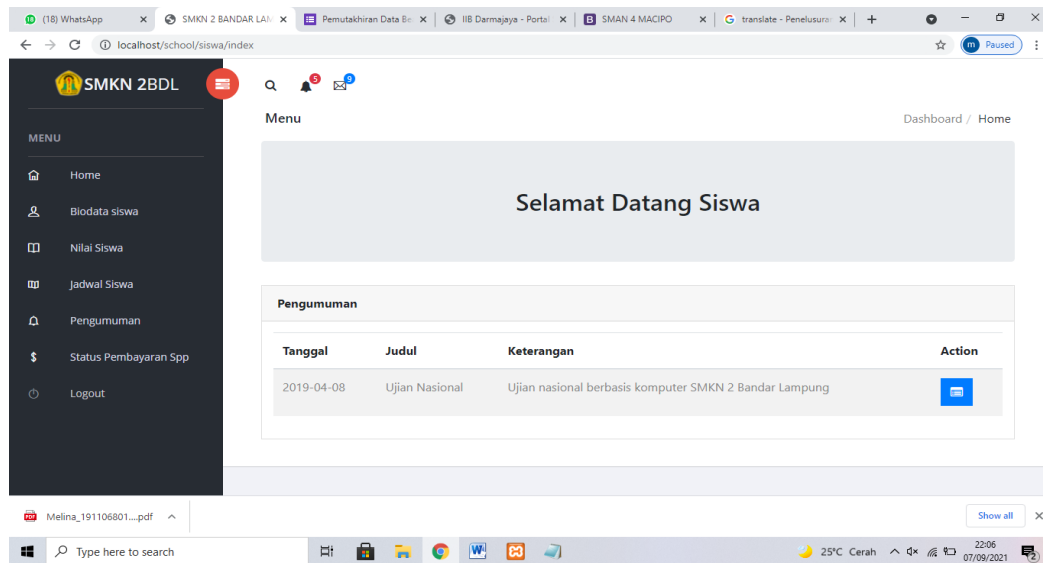 (18) WhatsApp
SMKN 2 BANDAR LAM
Pemutakhiran Data Be
IIB Darmajaya - Portal
SMAN 4 MACIPO
translate - Penelusuran
localhost/school/siswa/index
m Paused
SMKN 2BDL
5
9
Menu
Dashboard / Home
MENU
Home
Biodata siswa
Nilai Siswa
Jadwal Siswa
Pengumuman
Status Pembayaran Spp
Logout
Selamat Datang Siswa
Pengumuman
Tanggal Judul Keterangan Action
2019-04-08 Ujian Nasional Ujian nasional berbasis komputer SMKN 2 Bandar Lampung
Melina_191106801....pdf
Show all
Type here to search
25°C Cerah
22:06
07/09/2021
2